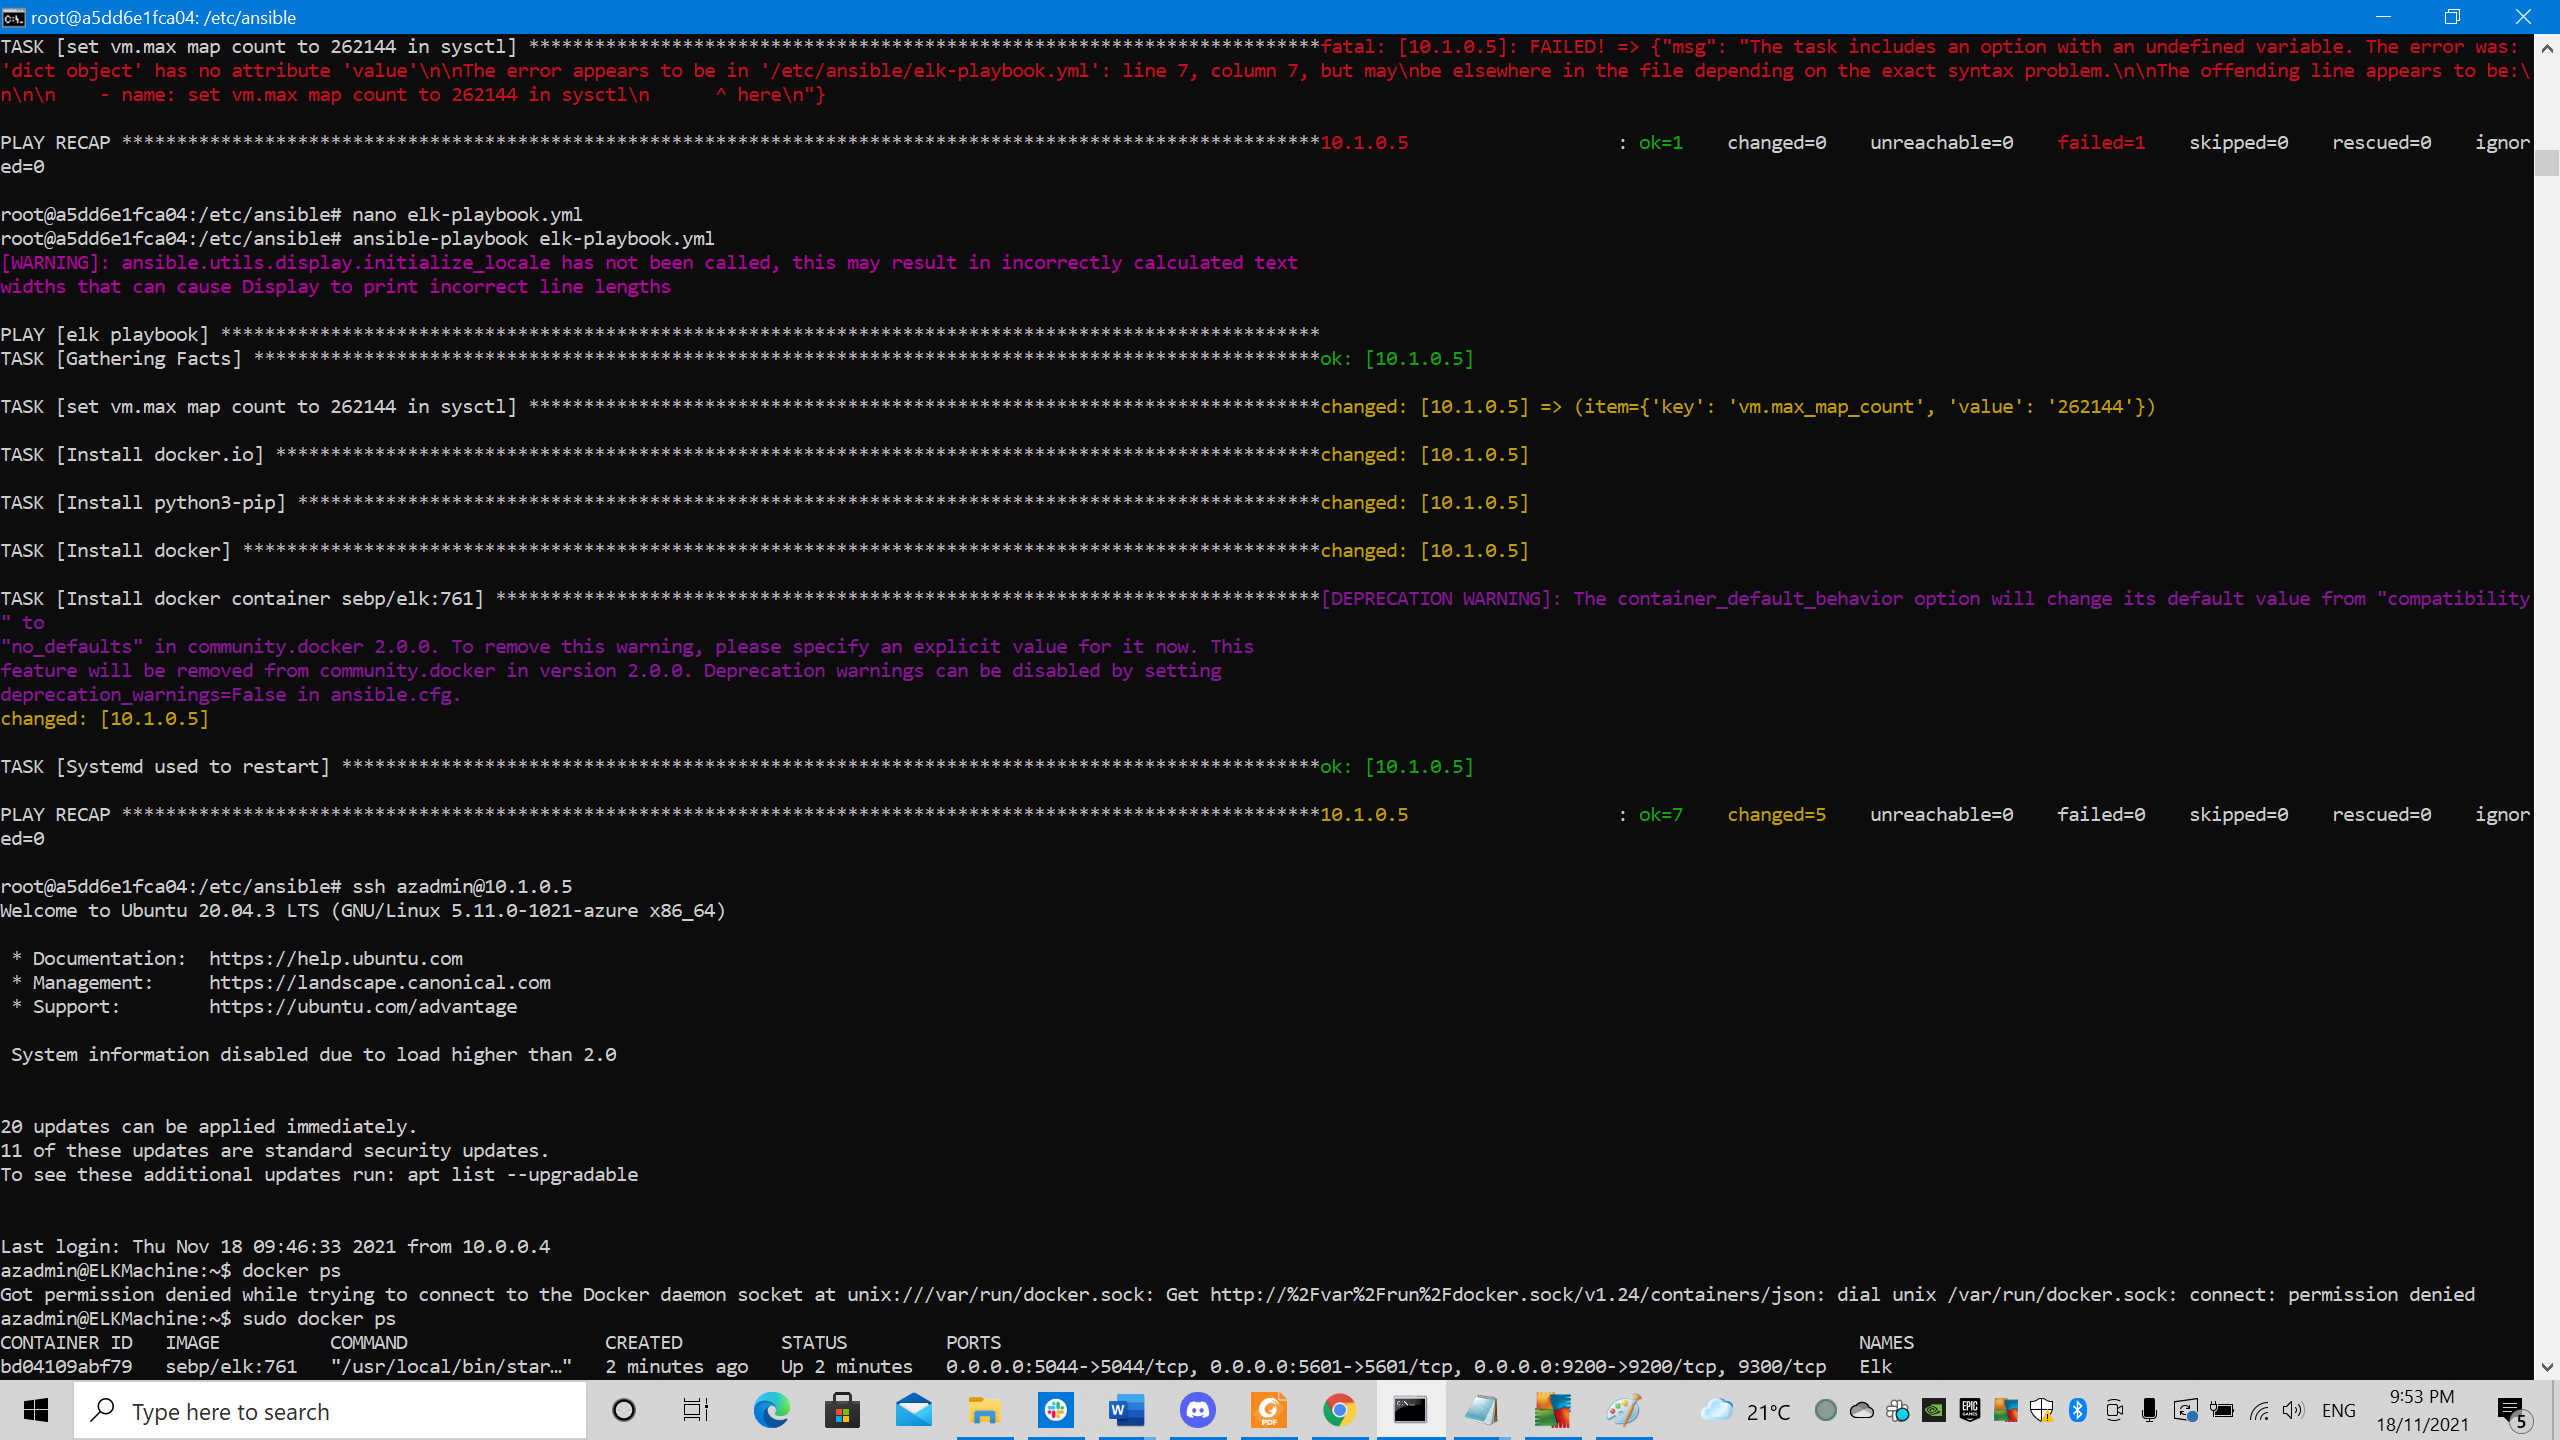 root@a5dd6e1fca04: /etc/ansible
TASK [set vm.max map count to 262144 in sysctl] ************************************************************************fatal: [10.1.0.5]: FAILED! => {"msg": "The task includes an option with an undefined variable. The error was:
'dict object' has no attribute 'value'\n\nThe error appears to be in '/etc/ansible/elk-playbook.yml': line 7, column 7, but may\nbe elsewhere in the file depending on the exact syntax problem.\n\nThe offending line appears to be:\
n\n\n    - name: set vm.max map count to 262144 in sysctl\n      ^ here\n"}
PLAY RECAP *************************************************************************************************************10.1.0.5                   : ok=1    changed=0    unreachable=0    failed=1    skipped=0    rescued=0    ignor
ed=0
root@a5dd6e1fca04:/etc/ansible# nano elk-playbook.yml
root@a5dd6e1fca04:/etc/ansible# ansible-playbook elk-playbook.yml
[WARNING]: ansible.utils.display.initialize_locale has not been called, this may result in incorrectly calculated text
widths that can cause Display to print incorrect line lengths
PLAY [elk playbook] ****************************************************************************************************
TASK [Gathering Facts] *************************************************************************************************ok: [10.1.0.5]
TASK [set vm.max map count to 262144 in sysctl] ************************************************************************changed: [10.1.0.5] => (item={'key': 'vm.max_map_count', 'value': '262144'})
TASK [Install docker.io] ***********************************************************************************************changed: [10.1.0.5]
TASK [Install python3-pip] *********************************************************************************************changed: [10.1.0.5]
TASK [Install docker] **************************************************************************************************changed: [10.1.0.5]
TASK [Install docker container sebp/elk:761] ***************************************************************************[DEPRECATION WARNING]: The container_default_behavior option will change its default value from "compatibility
" to
"no_defaults" in community.docker 2.0.0. To remove this warning, please specify an explicit value for it now. This
feature will be removed from community.docker in version 2.0.0. Deprecation warnings can be disabled by setting
deprecation_warnings=False in ansible.cfg.
changed: [10.1.0.5]
TASK [Systemd used to restart] *****************************************************************************************ok: [10.1.0.5]
PLAY RECAP *************************************************************************************************************10.1.0.5                   : ok=7    changed=5    unreachable=0    failed=0    skipped=0    rescued=0    ignor
ed=0
root@a5dd6e1fca04:/etc/ansible# ssh azadmin@10.1.0.5
Welcome to Ubuntu 20.04.3 LTS (GNU/Linux 5.11.0-1021-azure x86_64)
 * Documentation:  https://help.ubuntu.com
 * Management:     https://landscape.canonical.com
 * Support:        https://ubuntu.com/advantage
 System information disabled due to load higher than 2.0
20 updates can be applied immediately.
11 of these updates are standard security updates.
To see these additional updates run: apt list --upgradable
Last login: Thu Nov 18 09:46:33 2021 from 10.0.0.4
azadmin@ELKMachine:~$ docker ps
Got permission denied while trying to connect to the Docker daemon socket at unix:///var/run/docker.sock: Get http://%2Fvar%2Frun%2Fdocker.sock/v1.24/containers/json: dial unix /var/run/docker.sock: connect: permission denied
azadmin@ELKMachine:~$ sudo docker ps
CONTAINER ID   IMAGE          COMMAND                  CREATED         STATUS         PORTS                                                                              NAMES
bd04109abf79   sebp/elk:761   "/usr/local/bin/star…"   2 minutes ago   Up 2 minutes   0.0.0.0:5044->5044/tcp, 0.0.0.0:5601->5601/tcp, 0.0.0.0:9200->9200/tcp, 9300/tcp   Elk
Type here to search
21°C
ENG
9:53 PM
18/11/2021
5